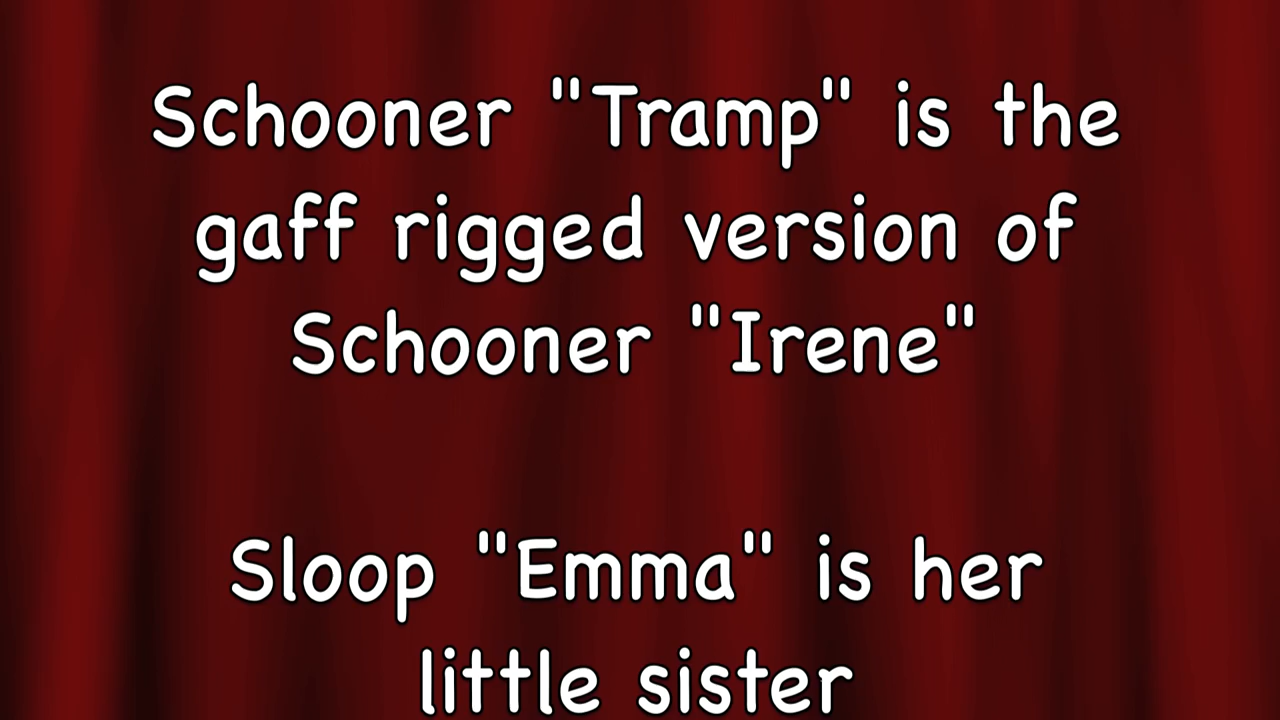 Schooner "Tramp" is the
gaff rigged version of
Schooner "Irene"
Sloop "Emma" is her
little sister